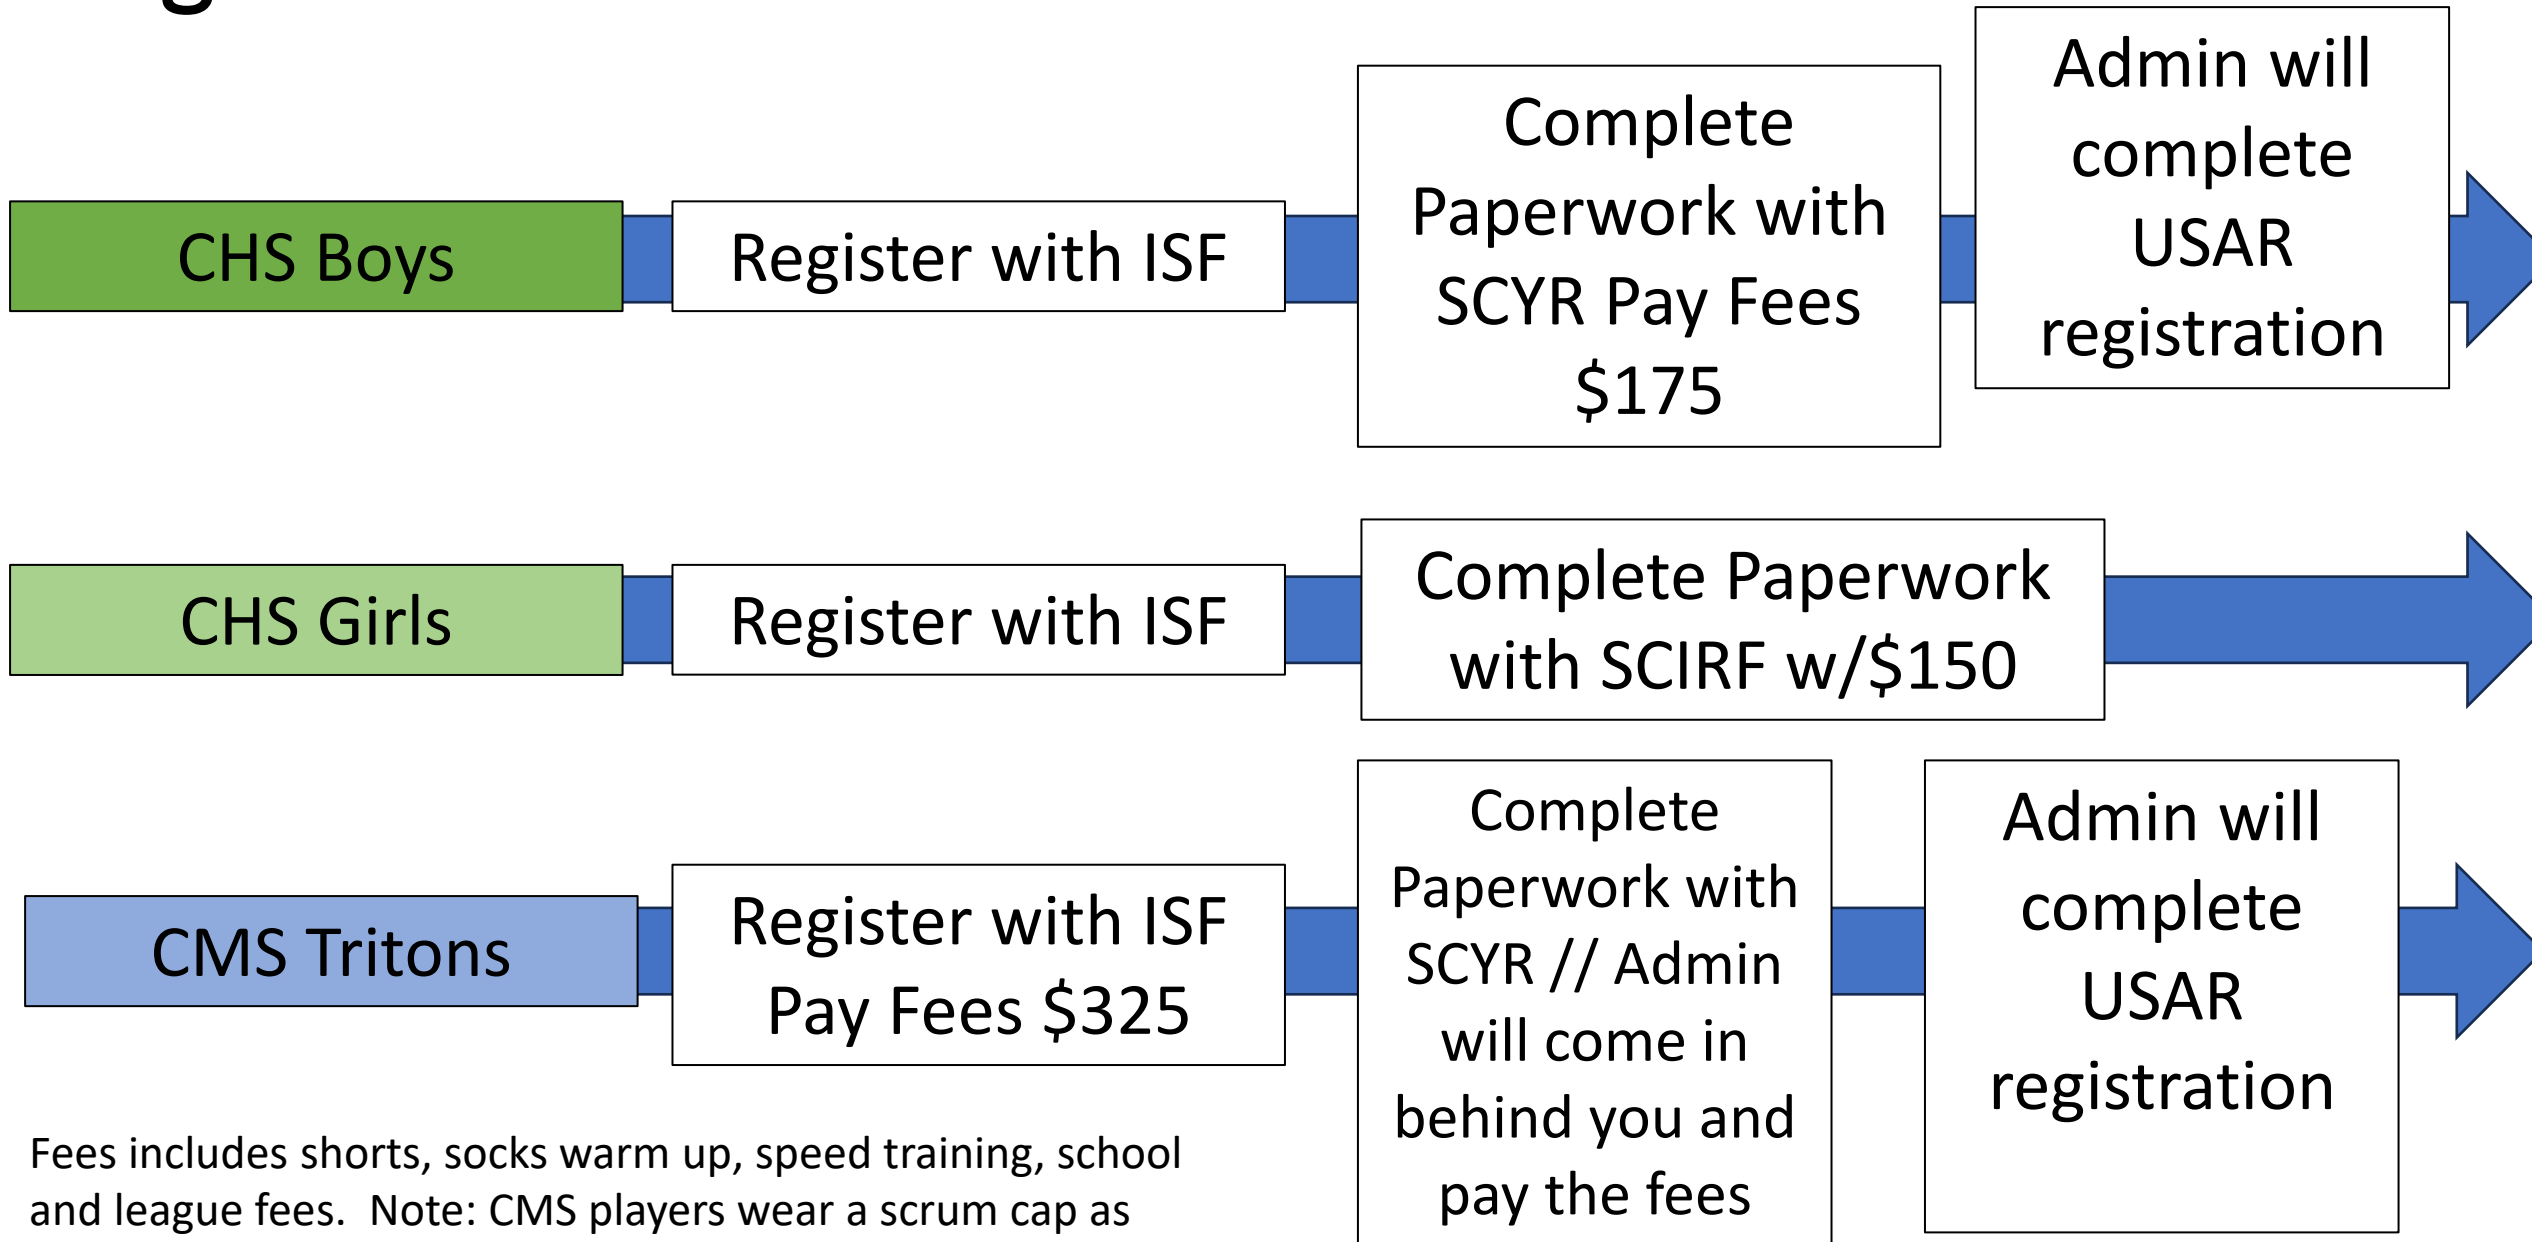 CHS Boys
Register with ISF
Complete
Paperwork with
SCYR Pay Fees
$175
Admin will
complete
USAR
registration
CHS Girls
Register with ISF
Complete Paperwork
with SCIRF w/$150
CMS Tritons
Register with ISF
Pay Fees $325
Complete
Paperwork with
SCYR // Admin
will come in
behind you and
pay the fees
Admin will
complete
USAR
registration
Fees includes shorts, socks warm up, speed training, school
and league fees.  Note: CMS players wear a scrum cap as